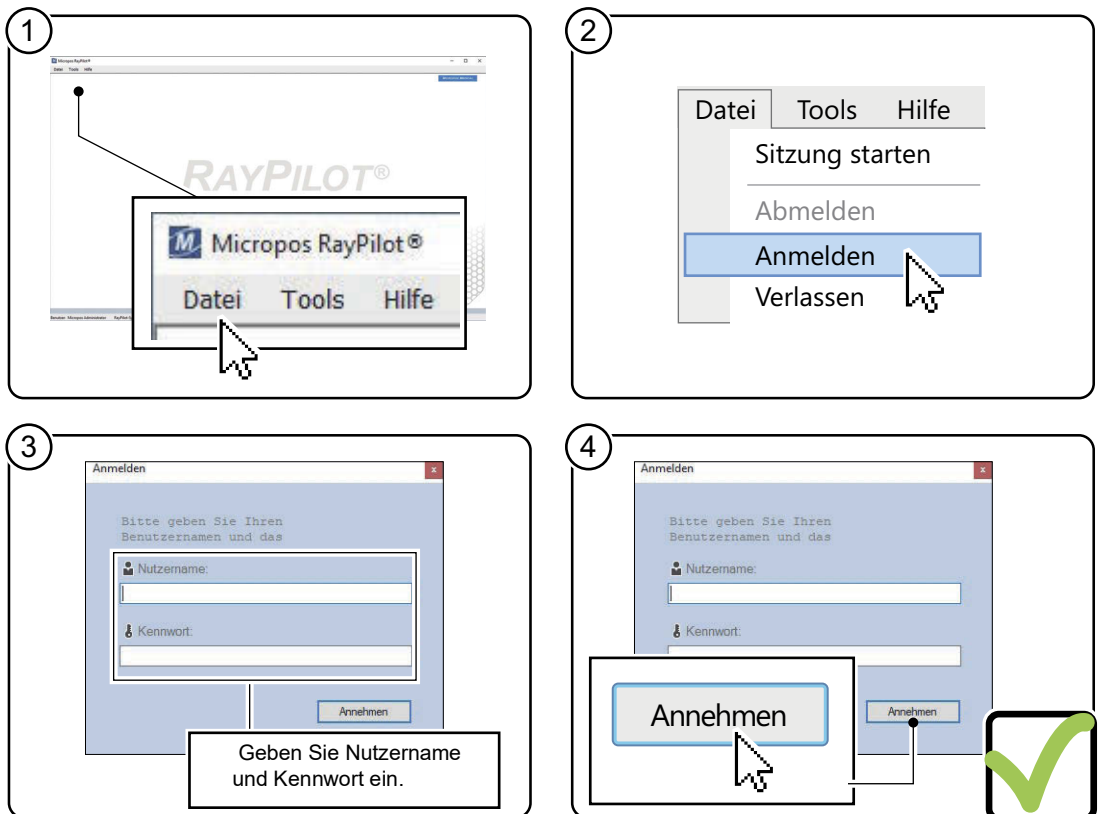 1
Micropos RayPilot®
Datei Tools Hilfe
RAYPILOT®
Micropos RayPilot®
Datei Tools Hilfe
2
Datei Tools Hilfe
Sitzung starten
Abmelden
Anmelden
Verlassen
3
Anmelden
x
Bitte geben Sie Ihren
Benutzernamen und das
Nutzername:
Kennwort:
Annehmen
Geben Sie Nutzername
und Kennwort ein.
4
Anmelden
x
Bitte geben Sie Ihren
Benutzernamen und das
Nutzername:
Kennwort:
Annehmen
Annehmen